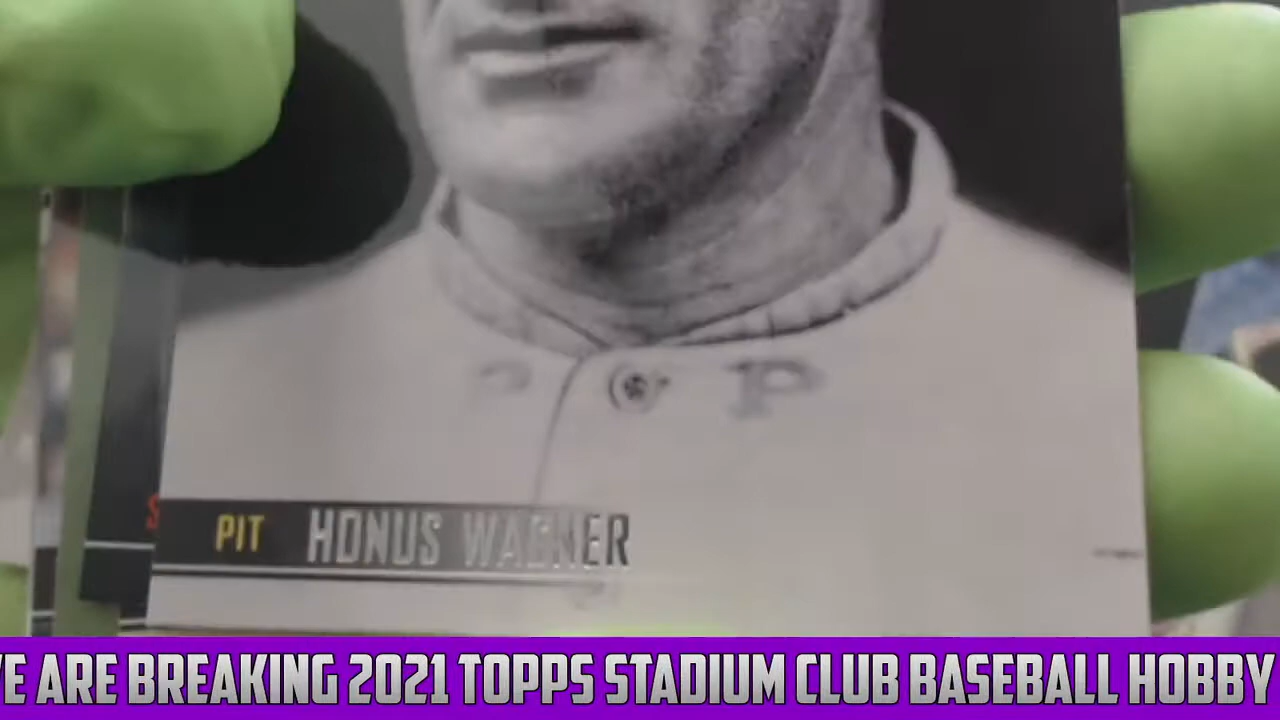 P
PIT HONUS WAGNER
E ARE BREAKING 2021 TOPPS STADIUM CLUB BASEBALL HOBBY